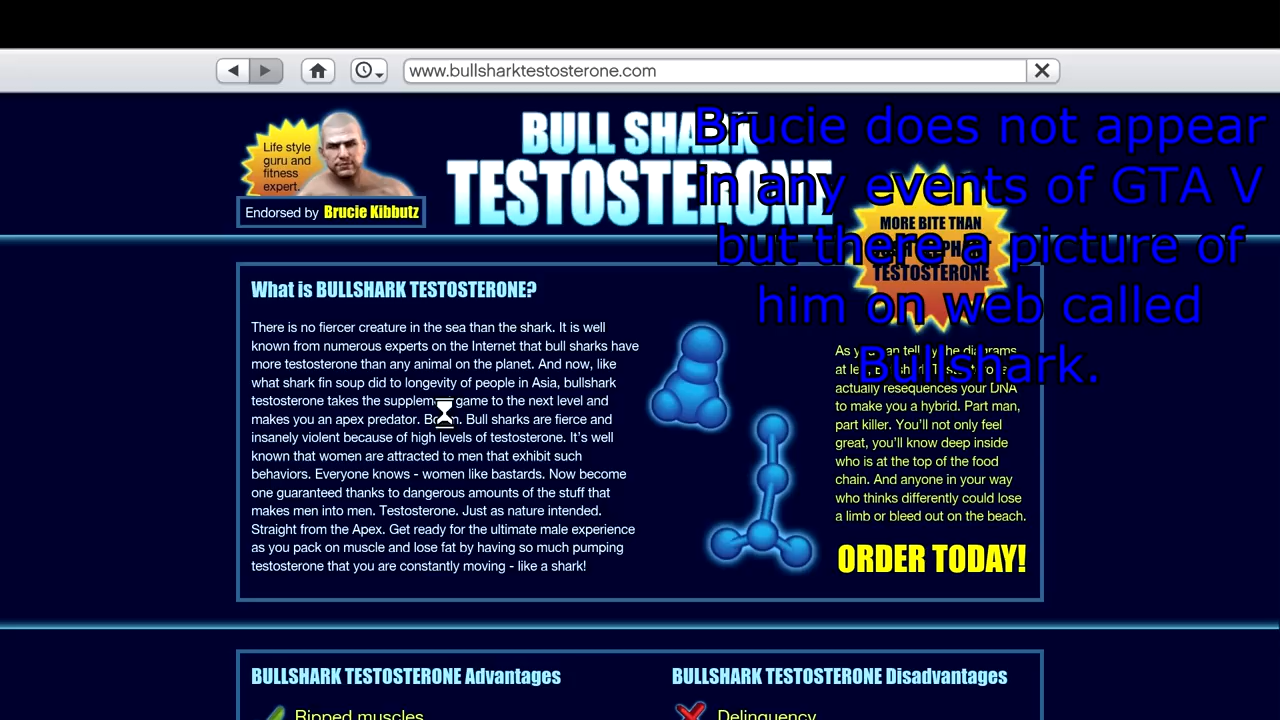 www.bullsharktestosterone.com
Life style
guru and
fitness
expert.
Endorsed by Brucie Kibbutz
BULL SHARK
TESTOSTERONE
Brucie does not appear
in any events of GTA V
but there a picture of
him on web called
Bullshark.
MORE BITE THAN
TESTOSTERONE
What is BULLSHARK TESTOSTERONE?
There is no fiercer creature in the sea than the shark. It is well
known from numerous experts on the Internet that bull sharks have
more testosterone than any animal on the planet. And now, like
what shark fin soup did to longevity of people in Asia, bullshark
testosterone takes the supplement game to the next level and
makes you an apex predator. Boom. Bull sharks are fierce and
insanely violent because of high levels of testosterone. It's well
known that women are attracted to men that exhibit such
behaviors. Everyone knows - women like bastards. Now become
one guaranteed thanks to dangerous amounts of the stuff that
makes men into men. Testosterone. Just as nature intended.
Straight from the Apex. Get ready for the ultimate male experience
as you pack on muscle and lose fat by having so much pumping
testosterone that you are constantly moving - like a shark!
As you can tell by the diagrams
at left, Bullshark Testosterone
actually resequences your DNA
to make you a hybrid. Part man,
part killer. You'll not only feel
great, you'll know deep inside
who is at the top of the food
chain. And anyone in your way
who thinks differently could lose
a limb or bleed out on the beach.
ORDER TODAY!
BULLSHARK TESTOSTERONE Advantages
Ripped muscles
BULLSHARK TESTOSTERONE Disadvantages
Delinquency